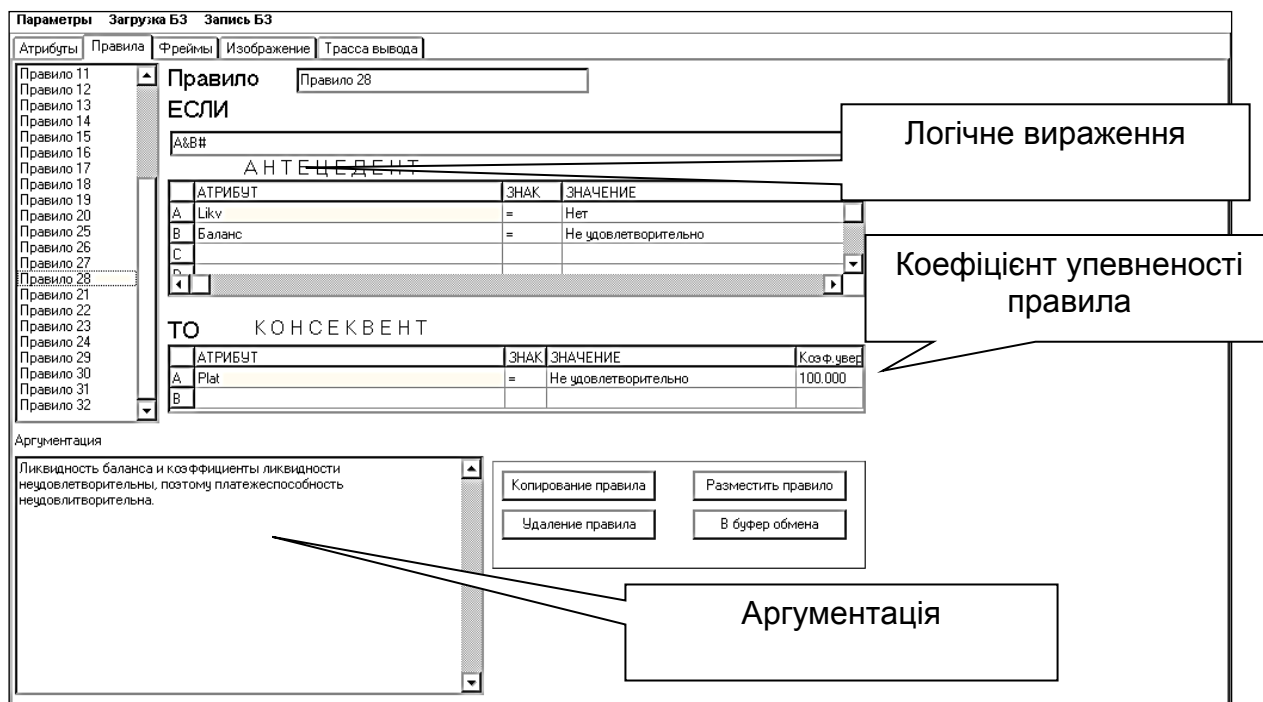 Параметры Загрузка БЗ Запись БЗ
Атрибуты Правила Фреймы Изображение Трасса вывода
Правило 11
Правило 12
Правило 13
Правило 14
Правило 15
Правило 16
Правило 17
Правило 18
Правило 19
Правило 20
Правило 25
Правило 26
Правило 27
Правило 28
Правило 21
Правило 22
Правило 23
Правило 24
Правило 29
Правило 30
Правило 31
Правило 32
Правило Правило 28
ЕСЛИ
A&B#
АНТЕЦЕДЕНТ
АТРИБУТ ЗНАК ЗНАЧЕНИЕ
A Likv = Нет
B Баланс = Не удовлетворительно
C
D
ТО КОНСЕКВЕНТ
АТРИБУТ ЗНАК ЗНАЧЕНИЕ Коэф.увер
A Plat = Не удовлетворительно 100.000
B
Логічне вираження
Коефіцієнт упевненості
правила
Аргументация
Ликвидность баланса и коэффициенты ликвидности
неудовлетворительны, поэтому платежеспособность
неудовлитворительна.
Копирование правила Разместить правило
Удаление правила В буфер обмена
Аргументація